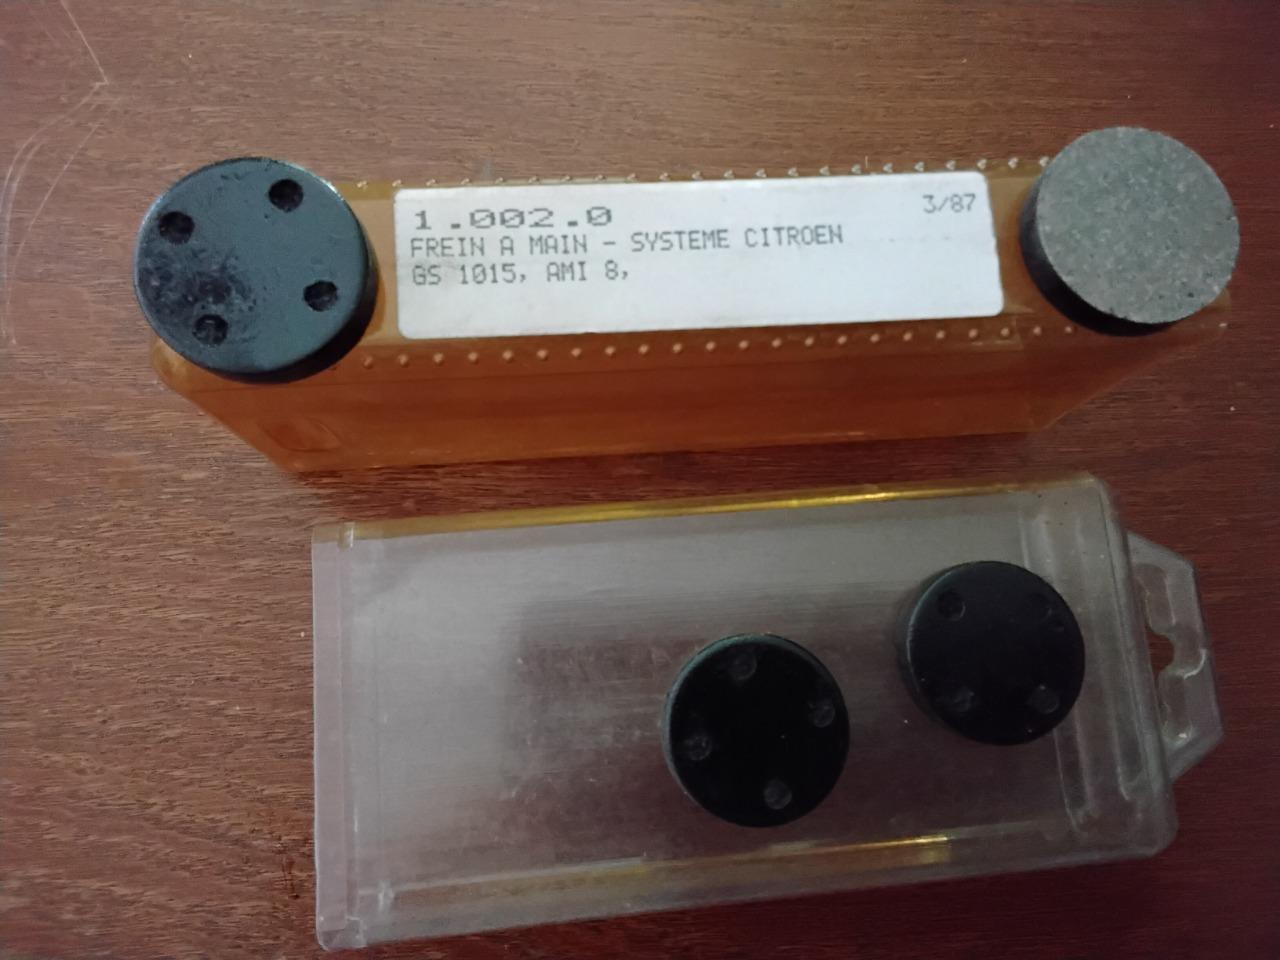 1.002.0 3/87
FREIN A MAIN - SYSTEME CITROEN
GS 1015, AMI 8,